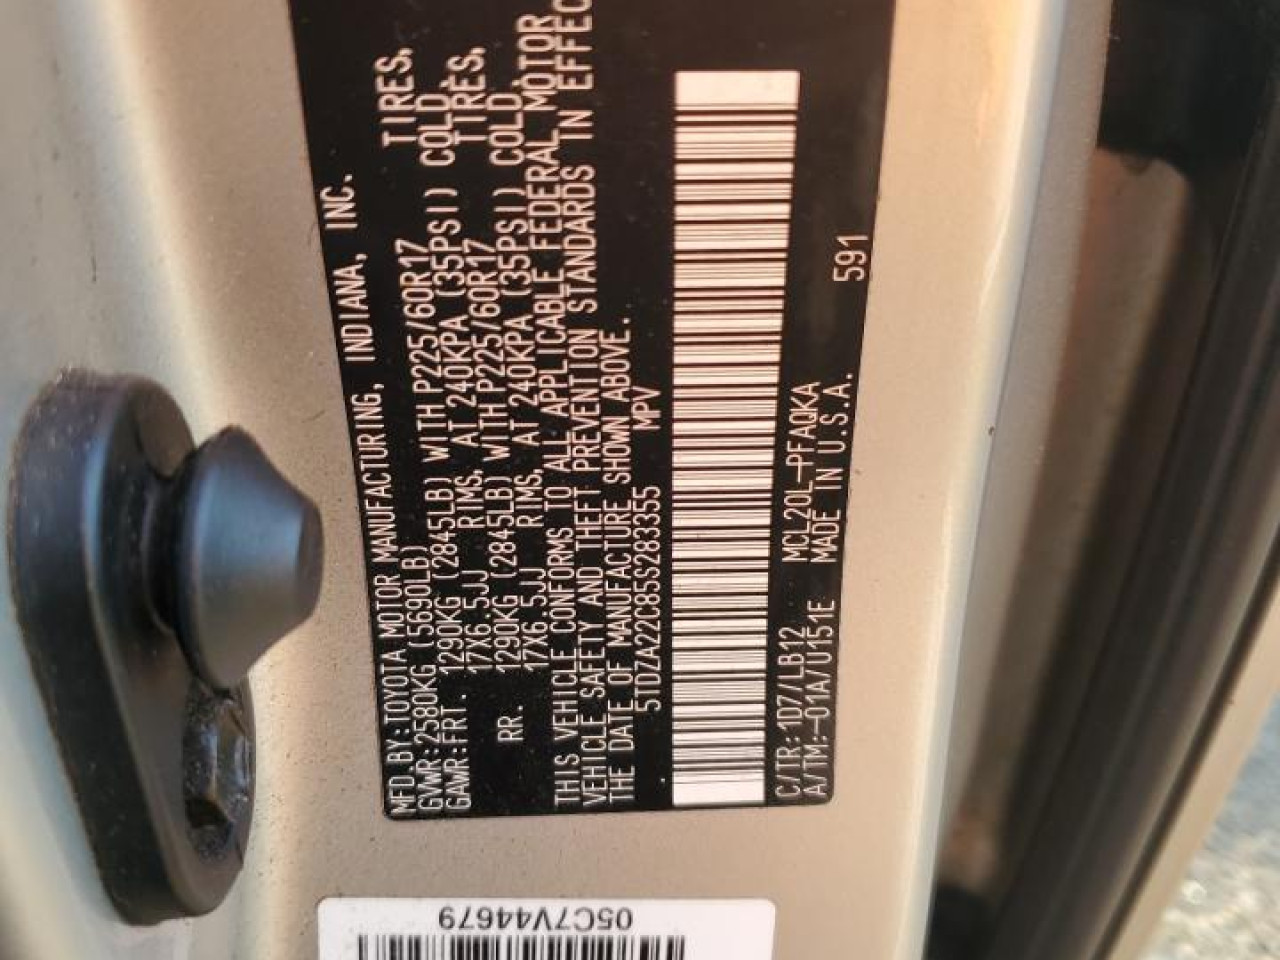 MFD.BY:TOYOTA MOTOR MANUFACTURING, INDIANA, INC.
GVWR:2580KG (5690LB)
GAWR:FRT. 1290KG (2845LB) WITH P225/60R17 TIRES,
17X6.5JJ RIMS, AT 240KPA (35PSI) COLD
RR. 1290KG (2845LB) WITH P225/60R17 TIRES,
17X6.5JJ RIMS, AT 240KPA (35PSI) COLD.
THIS VEHICLE CONFORMS TO ALL APPLICABLE FEDERAL MOTOR
VEHICLE SAFETY AND THEFT PREVENTION STANDARDS IN EFFEC
THE DATE OF MANUFACTURE SHOWN ABOVE.
5TDZA22C85S283355 MPV
C/TR:1D7/LB12 MCL20L-PFAQKA 591
A/TM:-01A/U151E MADE IN U.S.A.
05C7V44679